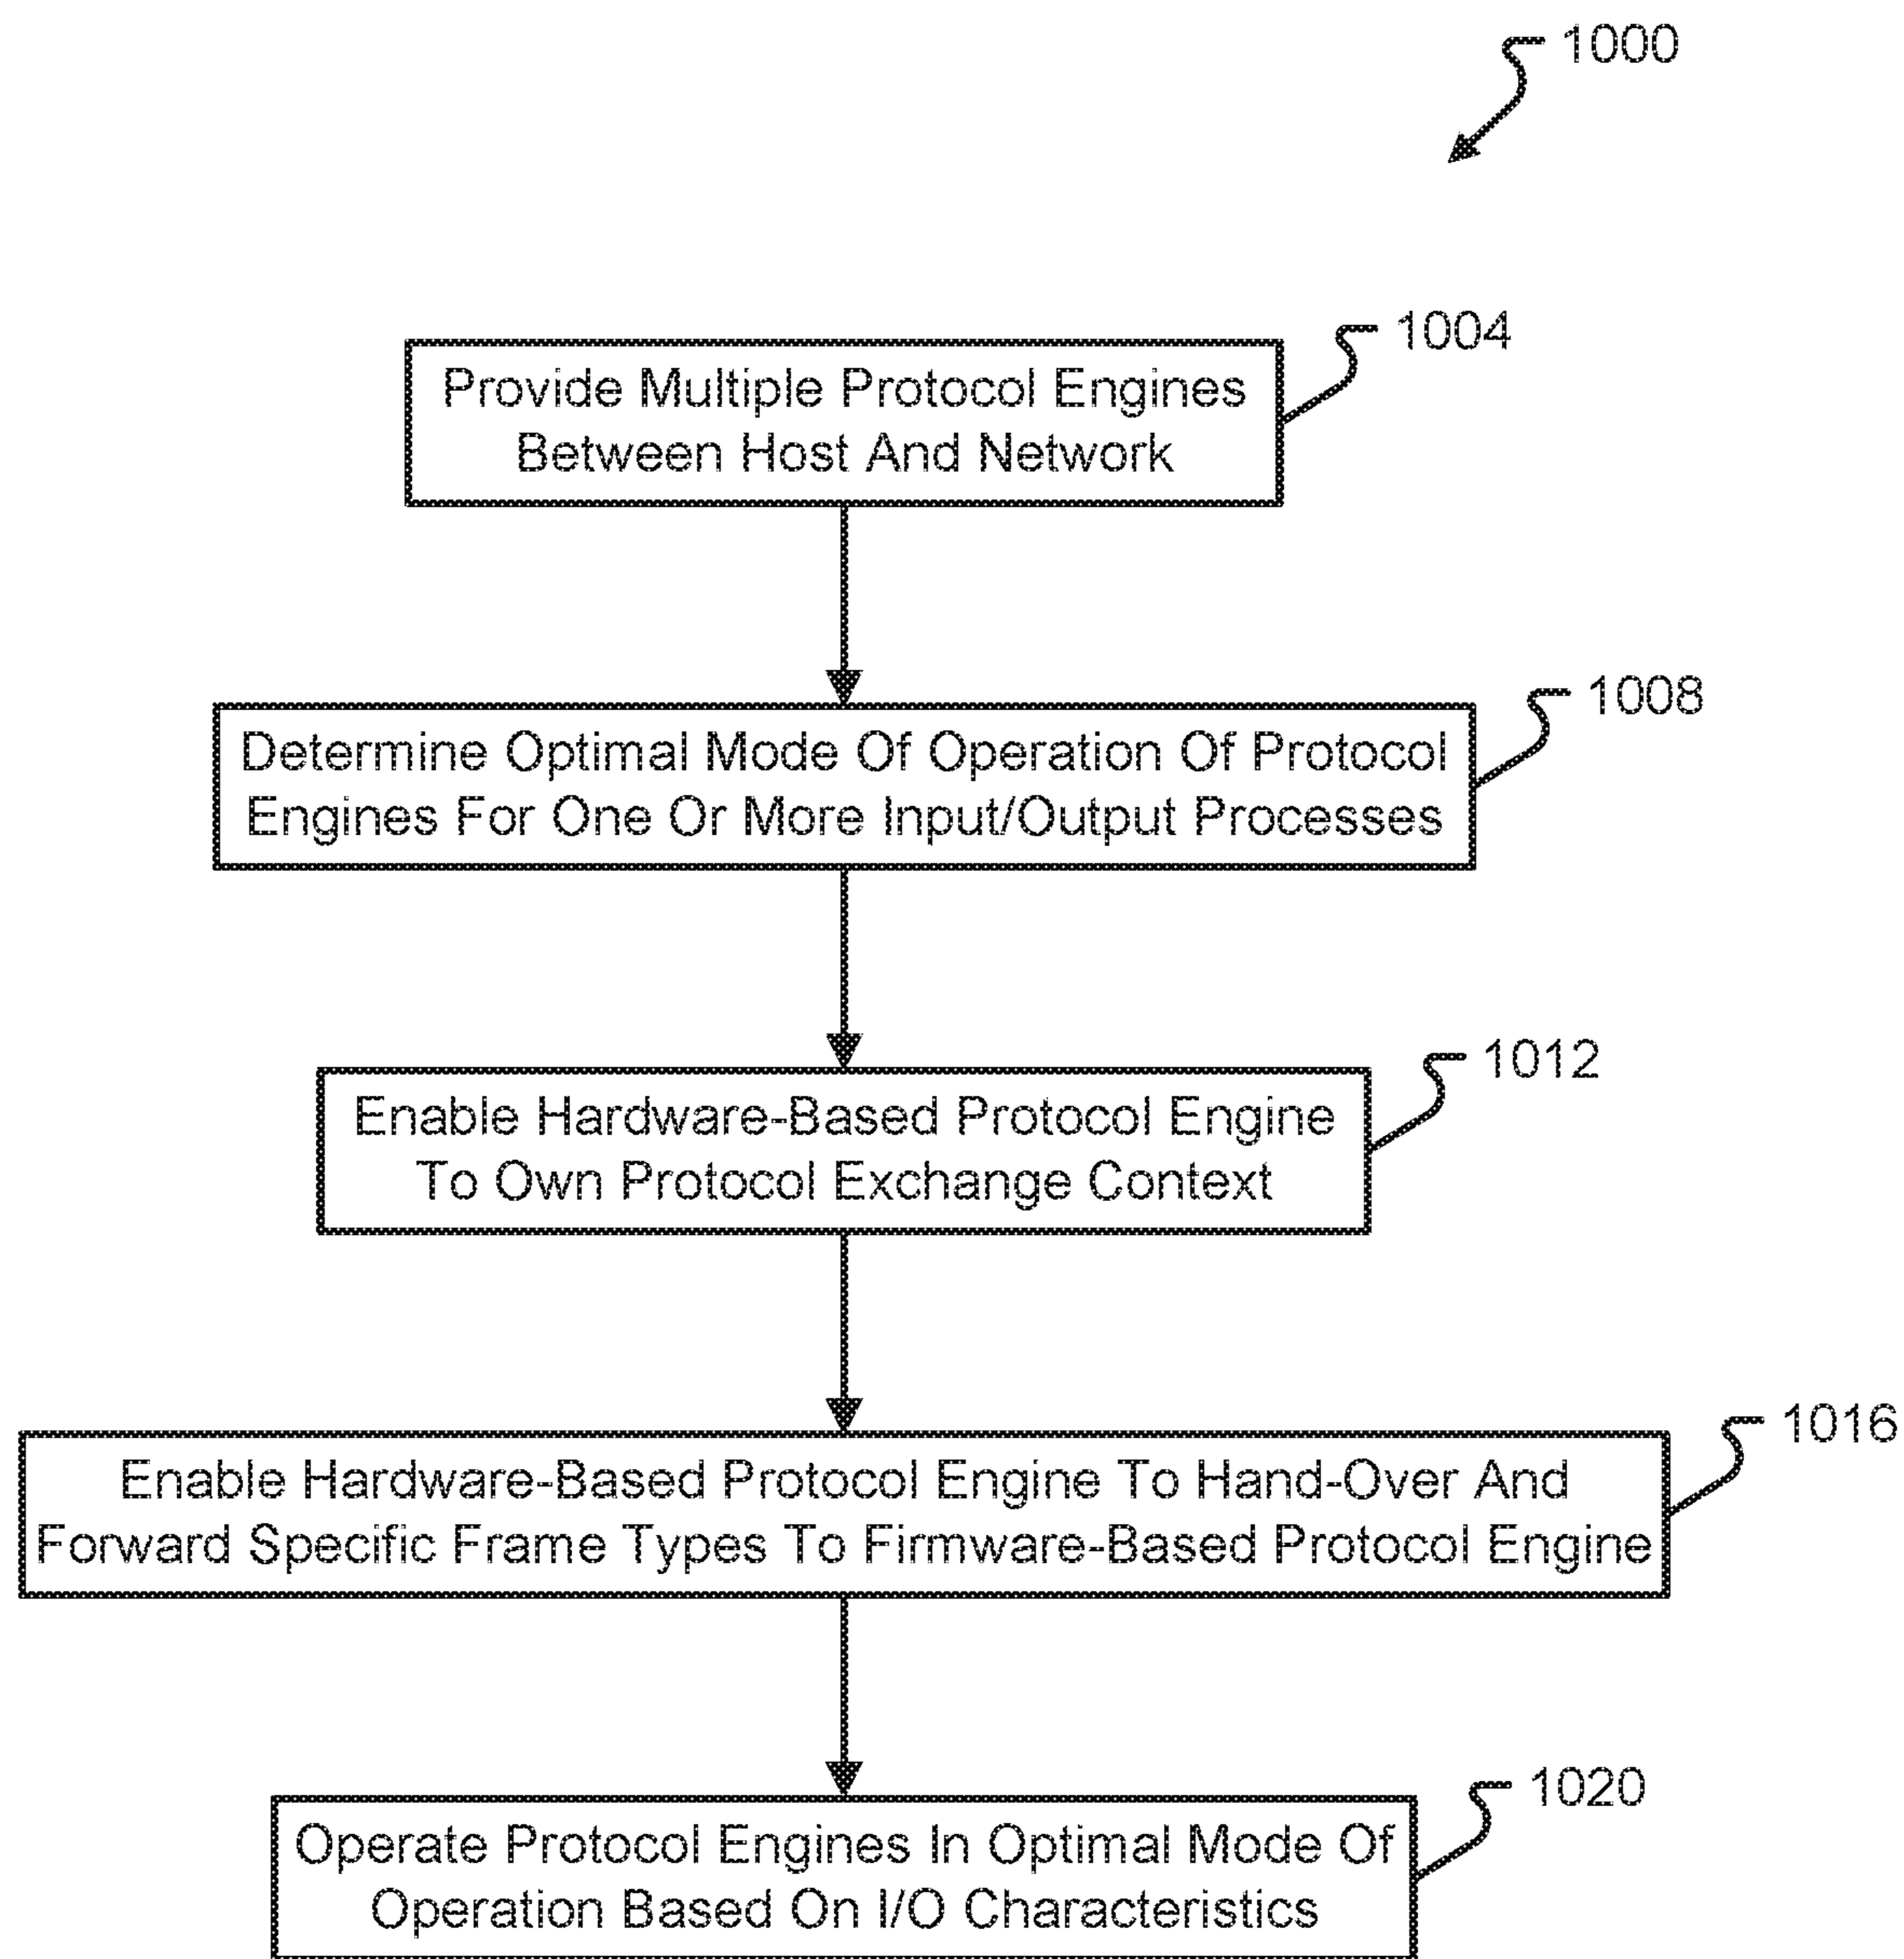 1000
1004
Provide Multiple Protocol Engines
Between Host And Network
1008
Determine Optimal Mode Of Operation Of Protocol
Engines For One Or More Input/Output Processes
1012
Enable Hardware-Based Protocol Engine
To Own Protocol Exchange Context
1016
Enable Hardware-Based Protocol Engine To Hand-Over And
Forward Specific Frame Types To Firmware-Based Protocol Engine
1020
Operate Protocol Engines In Optimal Mode Of
Operation Based On I/O Characteristics